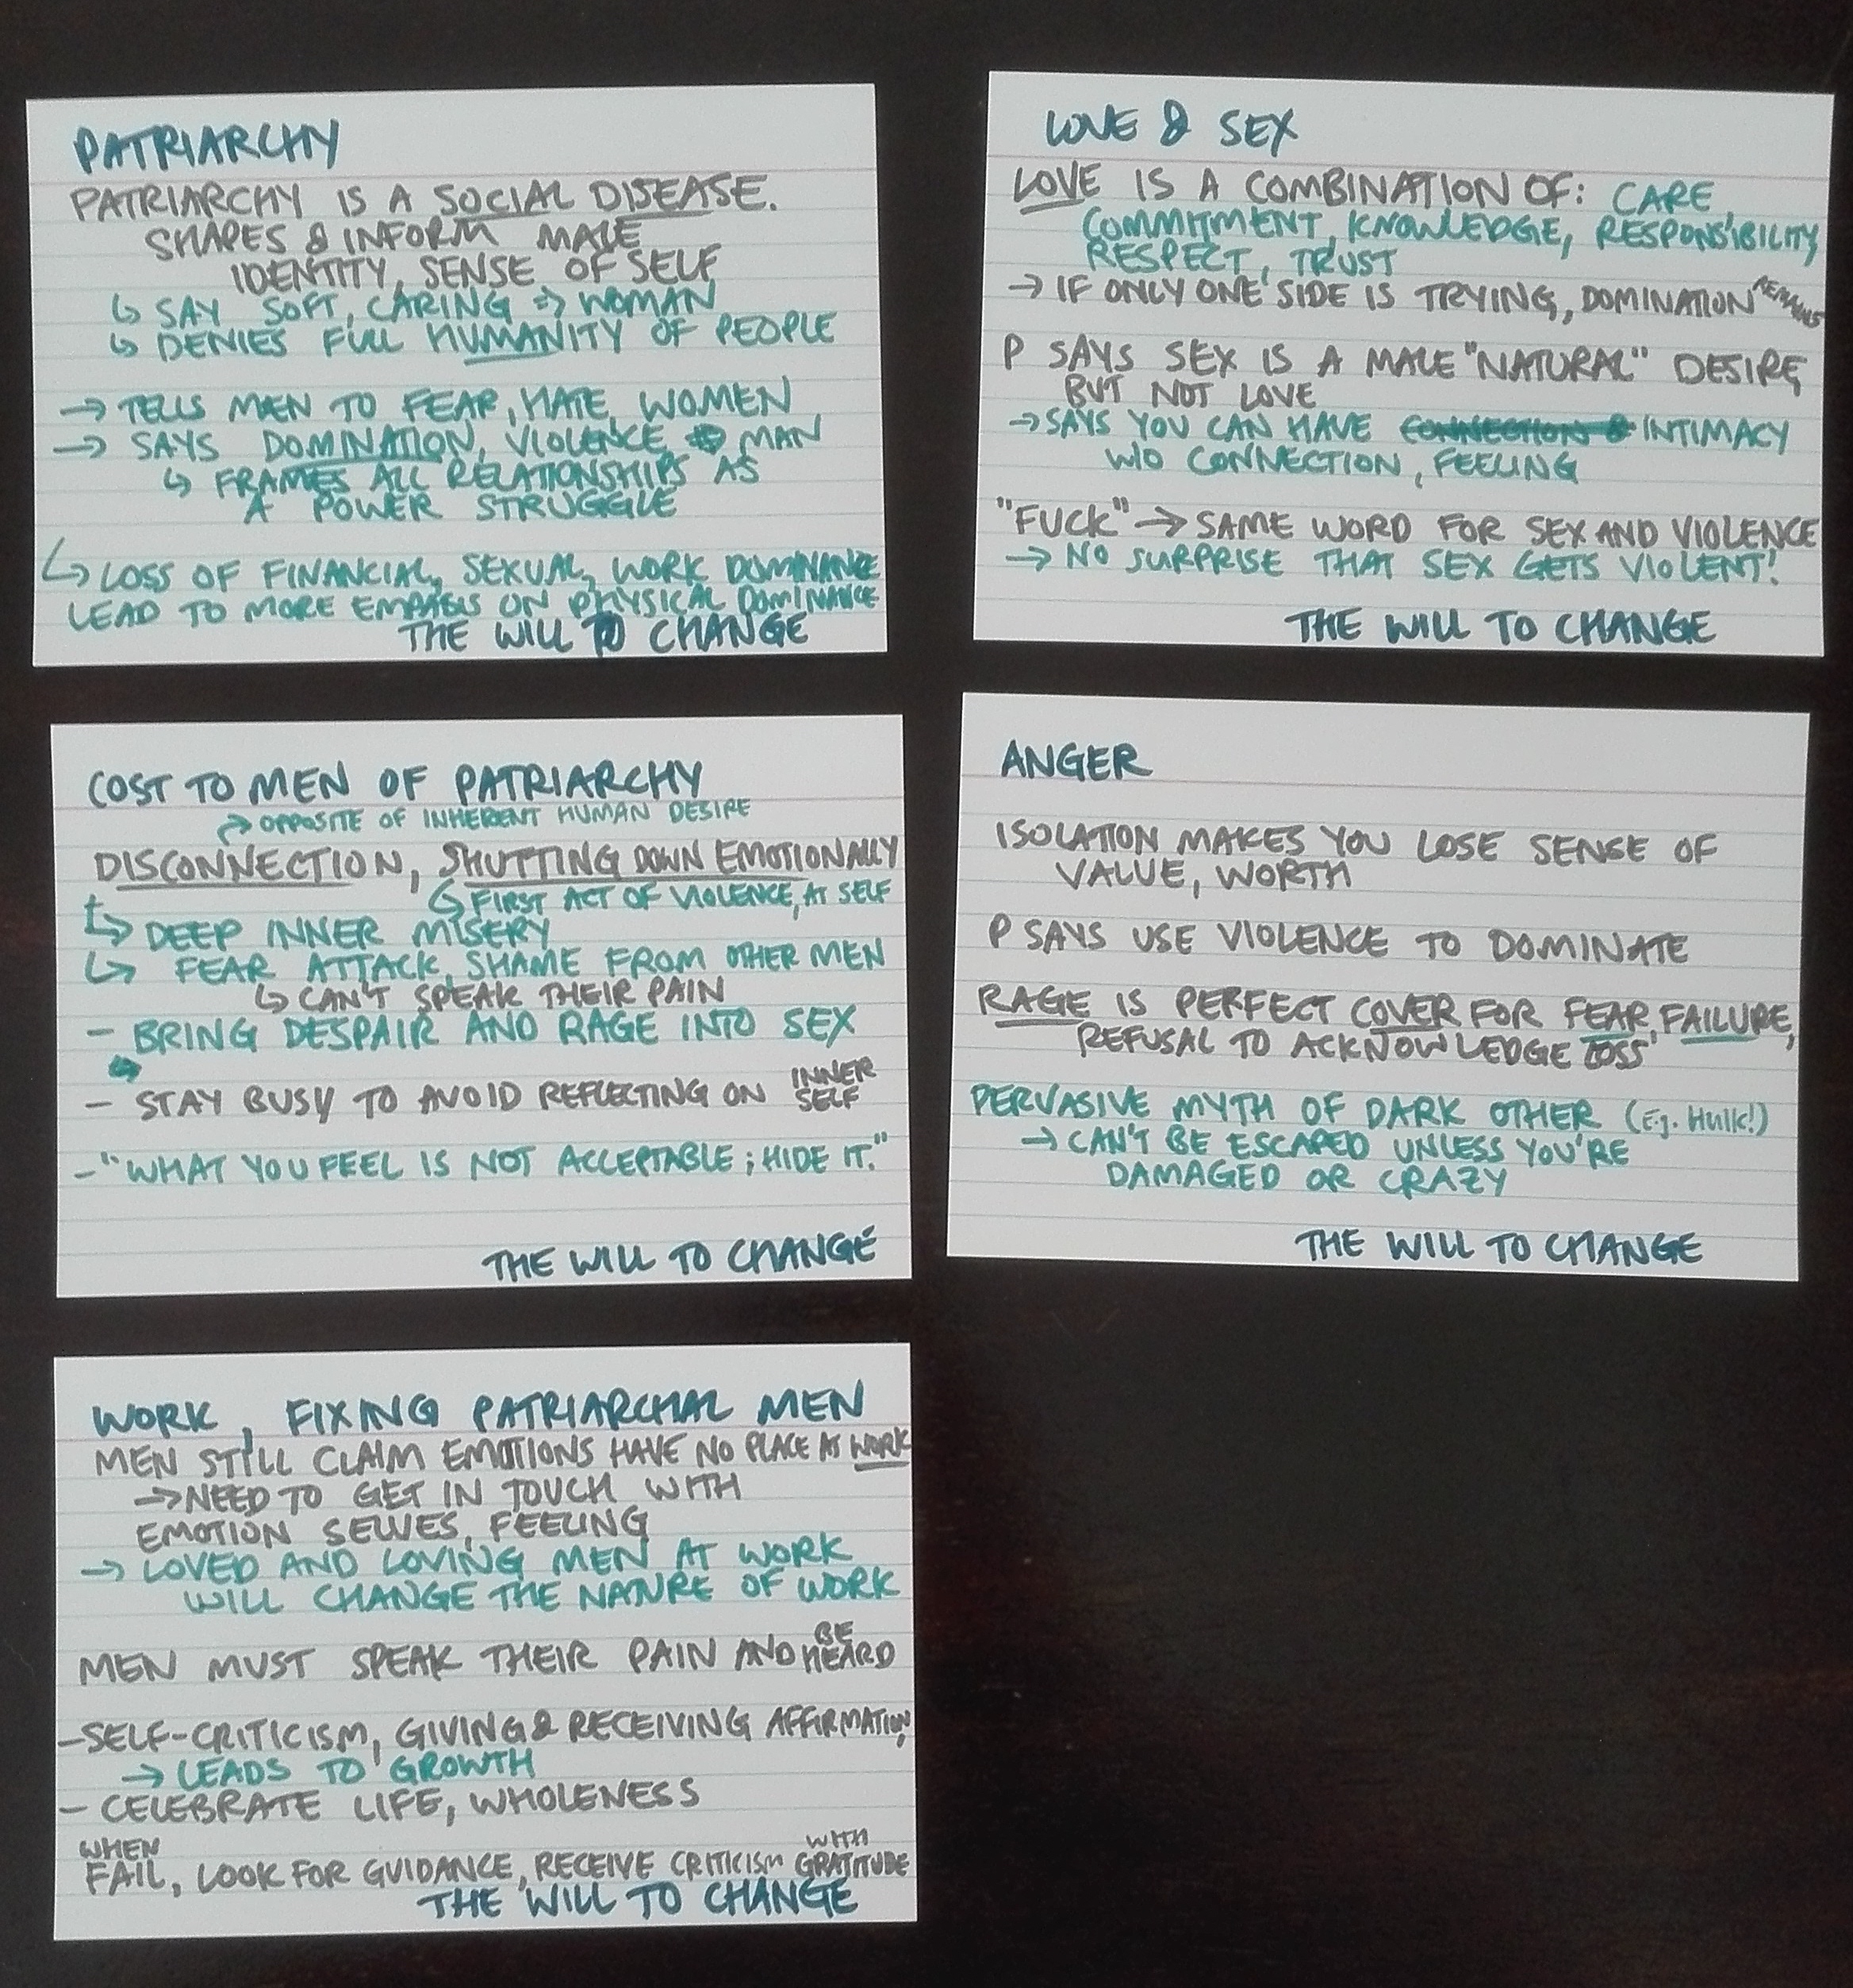 PATRIARCHY
PATRIARCHY IS A SOCIAL DISEASE.
SHAPES & INFORM MALE
IDENTITY, SENSE OF SELF
↳ SAY SOFT, CARING => WOMAN
↳ DENIES FULL HUMANITY OF PEOPLE
→ TELLS MEN TO FEAR, HATE WOMEN
→ SAYS DOMINATION, VIOLENCE => MAN
↳ FRAMES ALL RELATIONSHIPS AS
A POWER STRUGGLE
↳ LOSS OF FINANCIAL, SEXUAL, WORK DOMINANCE
LEAD TO MORE EMPHASIS ON PHYSICAL DOMINANCE
THE WILL TO CHANGE
LOVE & SEX
LOVE IS A COMBINATION OF: CARE,
COMMITMENT, KNOWLEDGE, RESPONSIBILITY,
RESPECT, TRUST
→ IF ONLY ONE SIDE IS TRYING, DOMINATION REMAINS
P SAYS SEX IS A MALE "NATURAL" DESIRE,
BUT NOT LOVE
→ SAYS YOU CAN HAVE CONNECTION & INTIMACY
W/O CONNECTION, FEELING
"FUCK" → SAME WORD FOR SEX AND VIOLENCE
→ NO SURPRISE THAT SEX GETS VIOLENT!
THE WILL TO CHANGE
COST TO MEN OF PATRIARCHY
↱ OPPOSITE OF INHERENT HUMAN DESIRE
DISCONNECTION, SHUTTING DOWN EMOTIONALLY
↳ FIRST ACT OF VIOLENCE, AT SELF
↳ DEEP INNER MISERY
↳ FEAR ATTACK, SHAME FROM OTHER MEN
↳ CAN'T SPEAK THEIR PAIN
- BRING DESPAIR AND RAGE INTO SEX
- STAY BUSY TO AVOID REFLECTING ON INNER SELF
- "WHAT YOU FEEL IS NOT ACCEPTABLE; HIDE IT."
THE WILL TO CHANGE
ANGER
ISOLATION MAKES YOU LOSE SENSE OF
VALUE, WORTH
P SAYS USE VIOLENCE TO DOMINATE
RAGE IS PERFECT COVER FOR FEAR, FAILURE,
REFUSAL TO ACKNOWLEDGE LOSS
PERVASIVE MYTH OF DARK OTHER (E.g. Hulk!)
→ CAN'T BE ESCAPED UNLESS YOU'RE
DAMAGED OR CRAZY
THE WILL TO CHANGE
WORK, FIXING PATRIARCHAL MEN
MEN STILL CLAIM EMOTIONS HAVE NO PLACE AT WORK
→ NEED TO GET IN TOUCH WITH
EMOTION SELVES, FEELING
→ LOVED AND LOVING MEN AT WORK
WILL CHANGE THE NATURE OF WORK
MEN MUST SPEAK THEIR PAIN AND BE HEARD
- SELF-CRITICISM, GIVING & RECEIVING AFFIRMATION,
→ LEADS TO GROWTH
- CELEBRATE LIFE, WHOLENESS
WHEN FAIL, LOOK FOR GUIDANCE, RECEIVE CRITICISM WITH GRATITUDE
THE WILL TO CHANGE